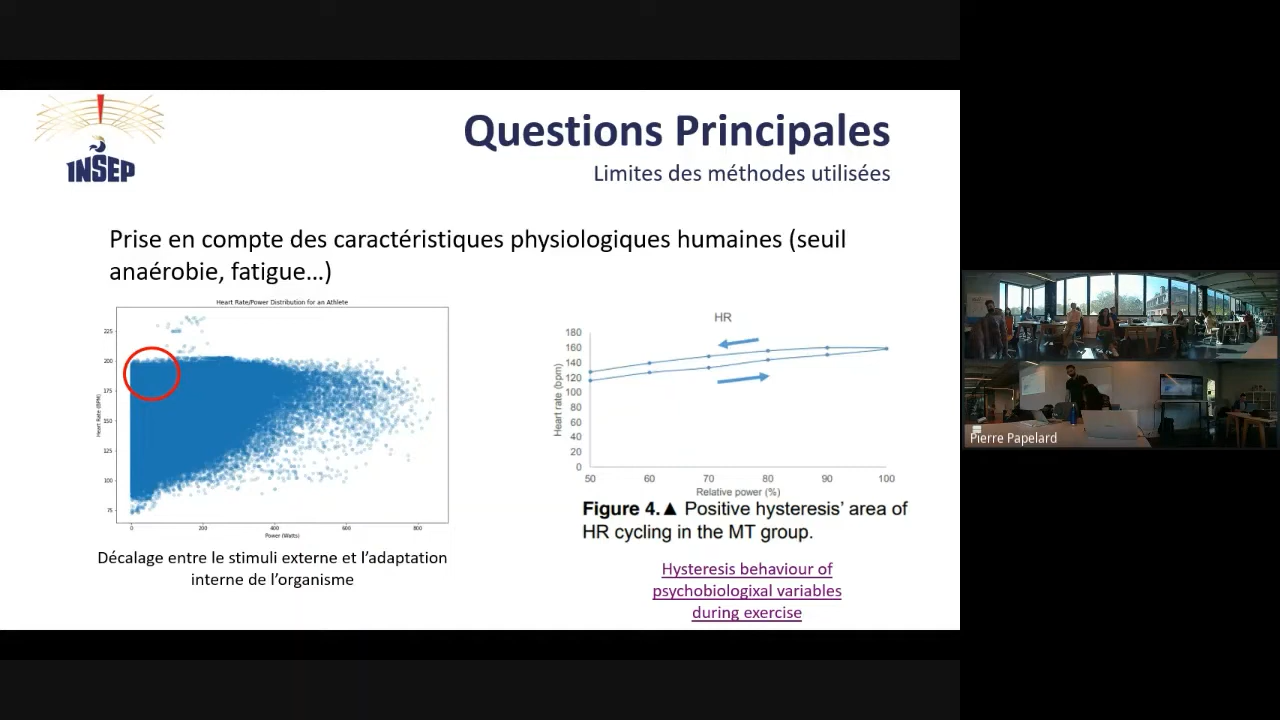 INSEP
Questions Principales
Limites des méthodes utilisées
Prise en compte des caractéristiques physiologiques humaines (seuil
anaérobie, fatigue...)
Heart Rate/Power Distribution for an Athlete
225
200
175
150
125
100
75
Heart Rate (BPM)
0
200
400
600
800
Power (Watts)
Décalage entre le stimuli externe et l'adaptation
interne de l'organisme
HR
180
160
140
120
100
80
60
40
20
0
Heart rate (bpm)
50
60
70
80
90
100
Relative power (%)
Figure 4.▲ Positive hysteresis' area of
HR cycling in the MT group.
Hysteresis behaviour of
psychobiologixal variables
during exercise
Pierre Papelard